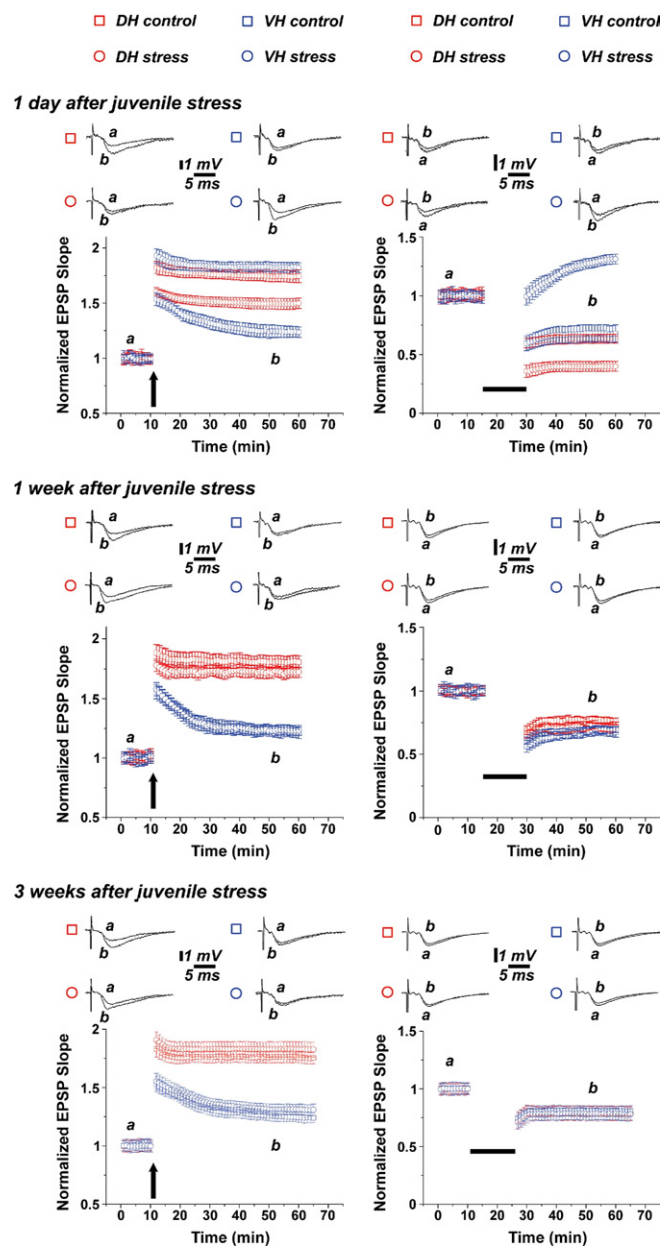 DH control VH control DH control VH control
DH stress VH stress DH stress VH stress
1 day after juvenile stress
a a b b
b b a a
1 mV 1 mV
5 ms 5 ms
a a b b
b b a a
Normalized EPSP Slope
2
1.5
1
0.5
a
b
0 10 20 30 40 50 60 70
Time (min)
Normalized EPSP Slope
1.5
1
0.5
0
a
b
0 10 20 30 40 50 60 70
Time (min)
1 week after juvenile stress
a a b b
b b a a
1 mV 1 mV
5 ms 5 ms
a a b b
b b a a
Normalized EPSP Slope
2
1.5
1
0.5
a
b
0 10 20 30 40 50 60 70
Time (min)
Normalized EPSP Slope
1.5
1
0.5
0
a
b
0 10 20 30 40 50 60 70
Time (min)
3 weeks after juvenile stress
a a b b
b b a a
1 mV 1 mV
5 ms 5 ms
a a b b
b b a a
Normalized EPSP Slope
2
1.5
1
0.5
a
b
0 10 20 30 40 50 60 70
Time (min)
Normalized EPSP Slope
1.5
1
0.75
0.5
0
a
b
0 10 20 30 40 50 60 70
Time (min)